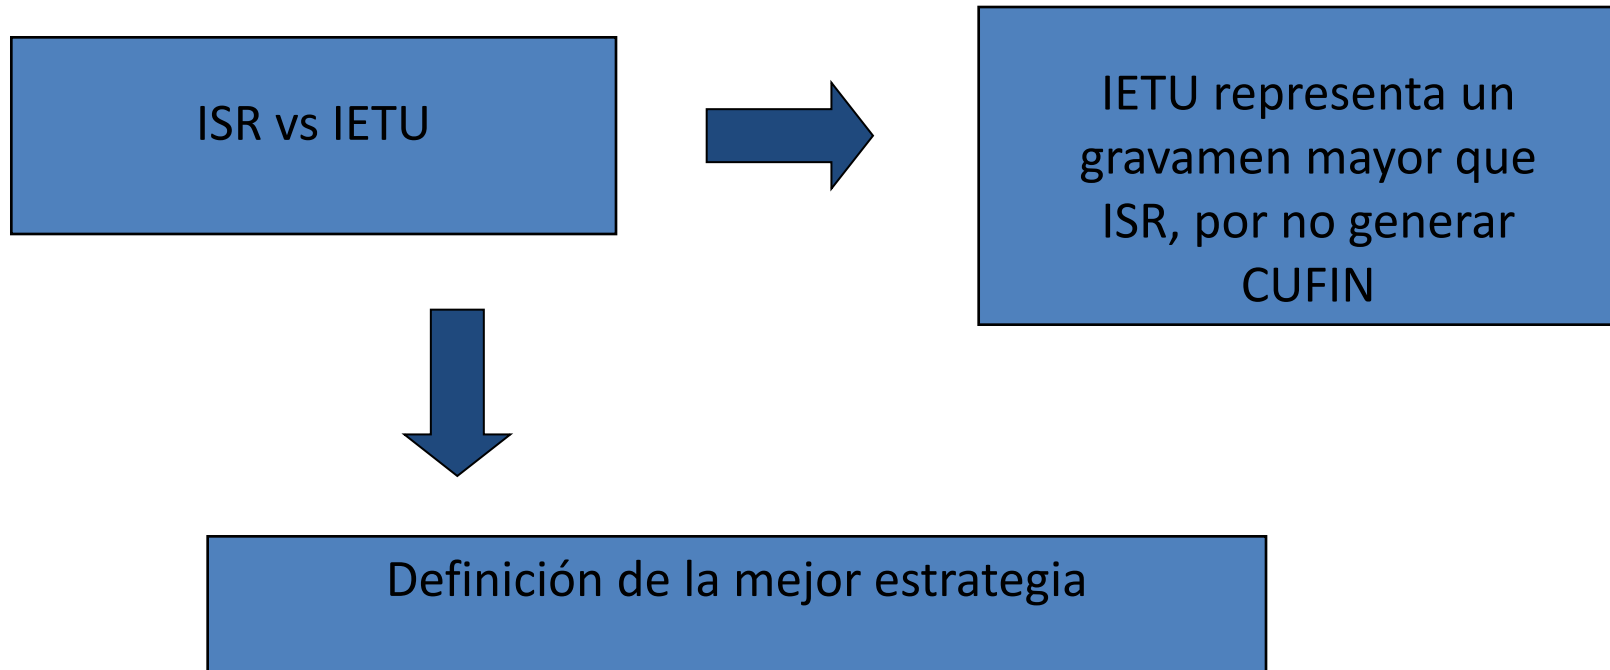 ISR vs IETU
IETU representa un
gravamen mayor que
ISR, por no generar
CUFIN
Definición de la mejor estrategia